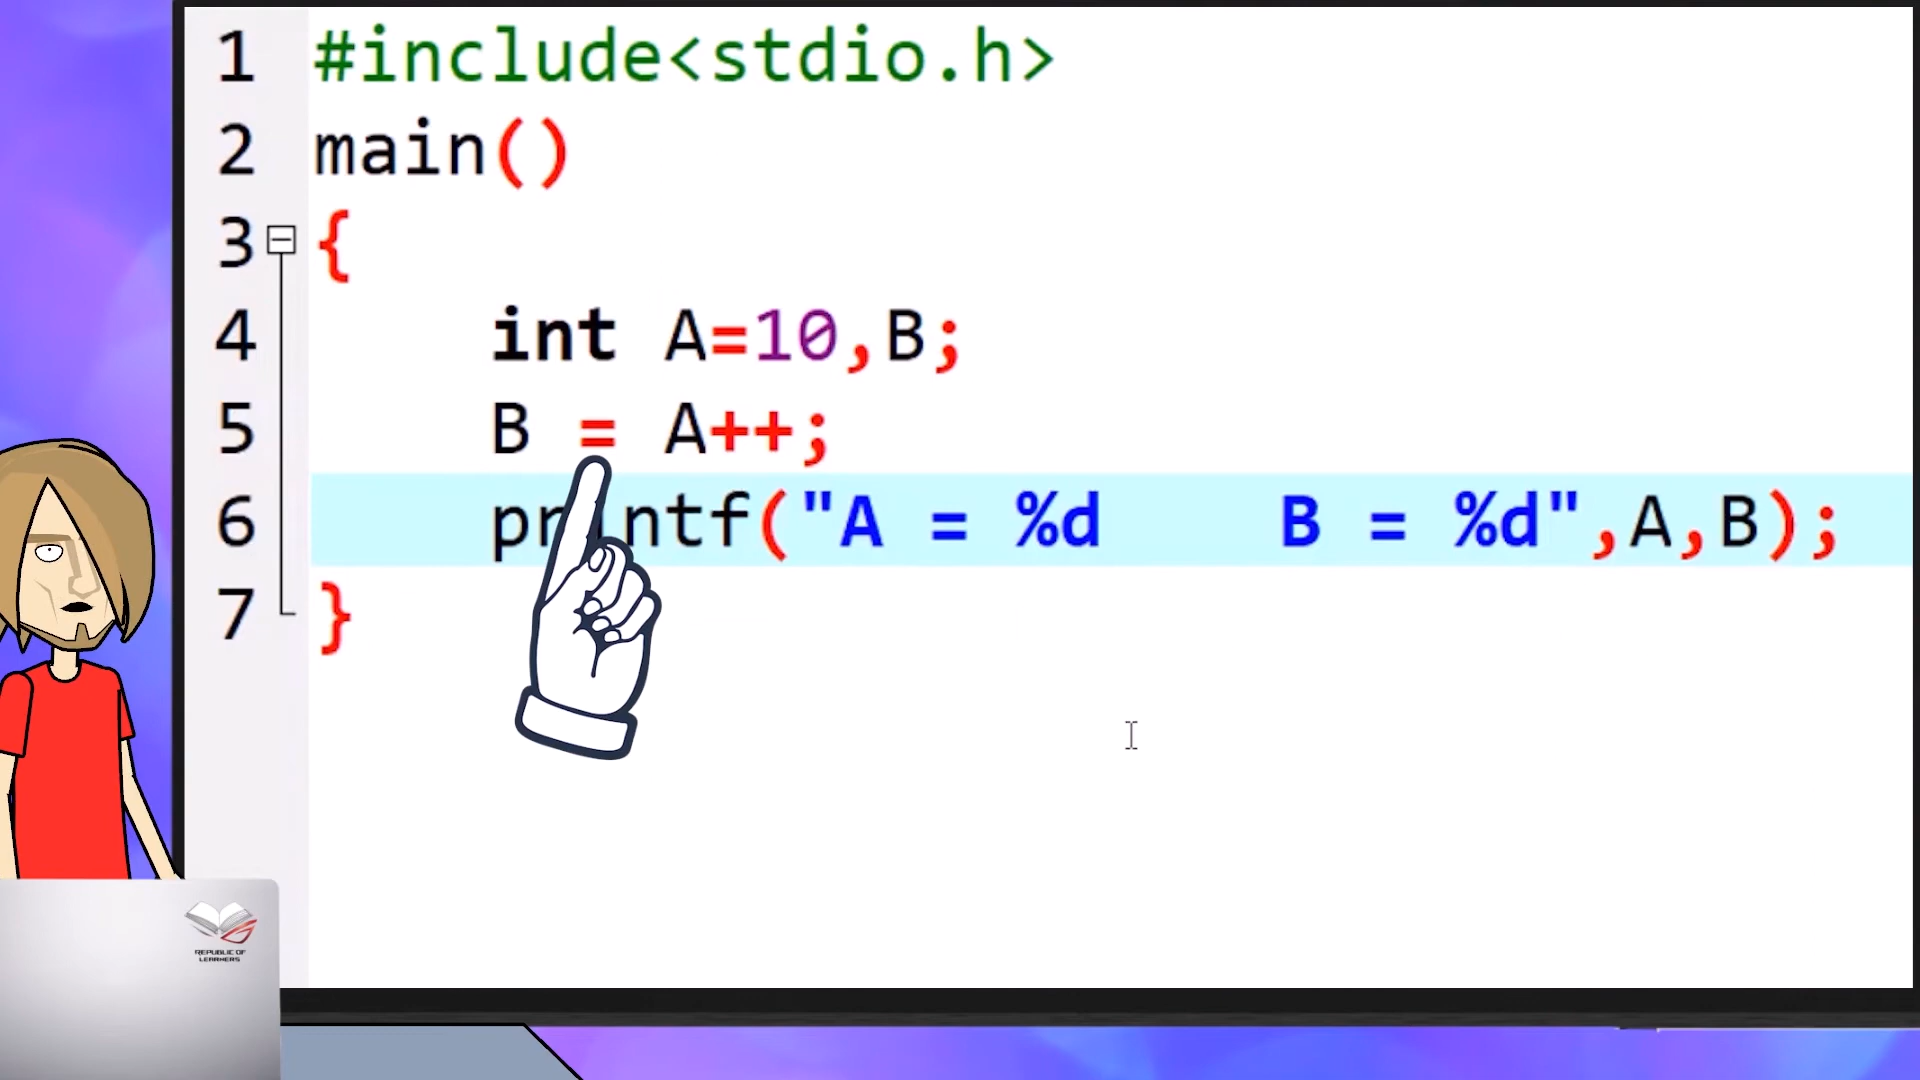 1 #include<stdio.h>
2 main()
3 {
4 int A=10,B;
5 B = A++;
6 printf("A = %d    B = %d",A,B);
7 }
REPUBLIC OF
LEARNERS